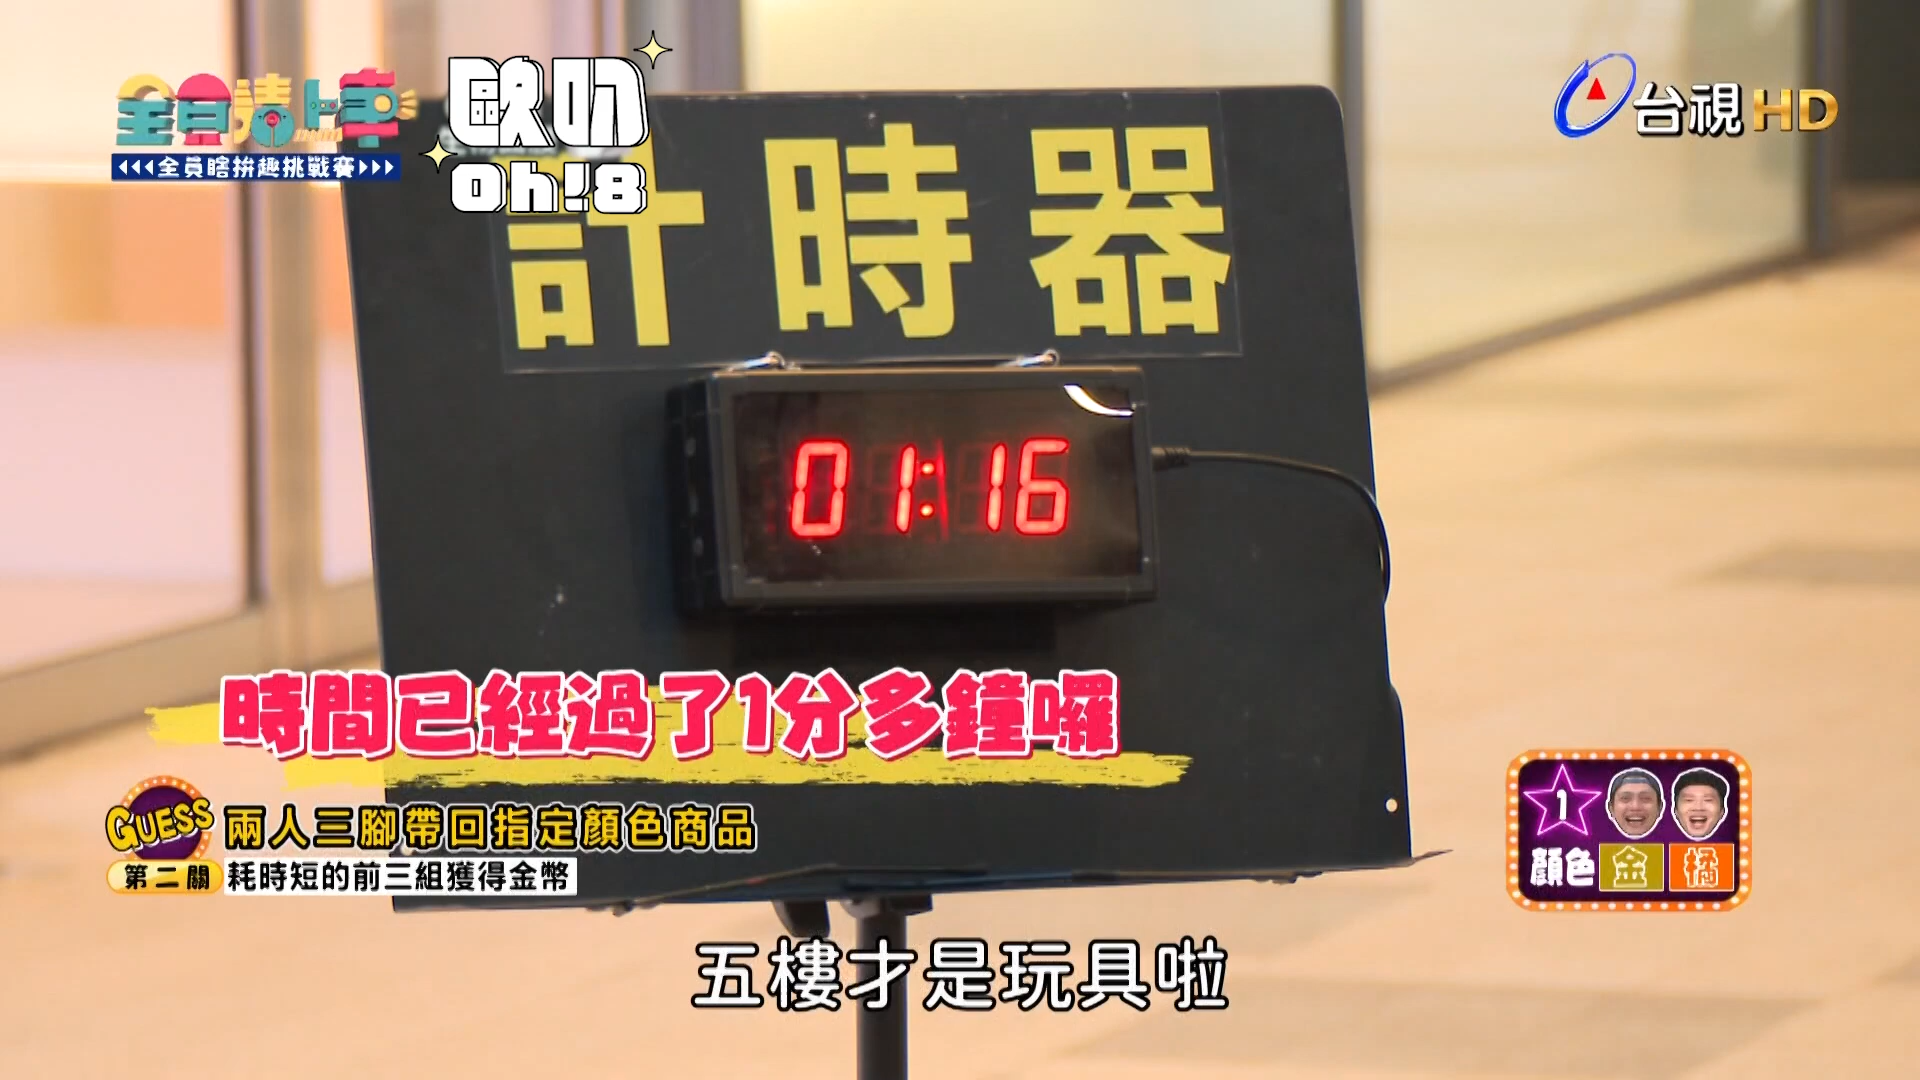 全員請上車
全員瞎拚趣挑戰賽
歐叭
Oh!8
台視HD
計時器
01:16
時間已經過了1分多鐘囉
GUESS
兩人三腳帶回指定顏色商品
第二關
耗時短的前三組獲得金幣
1
顏色 金 橘
五樓才是玩具啦